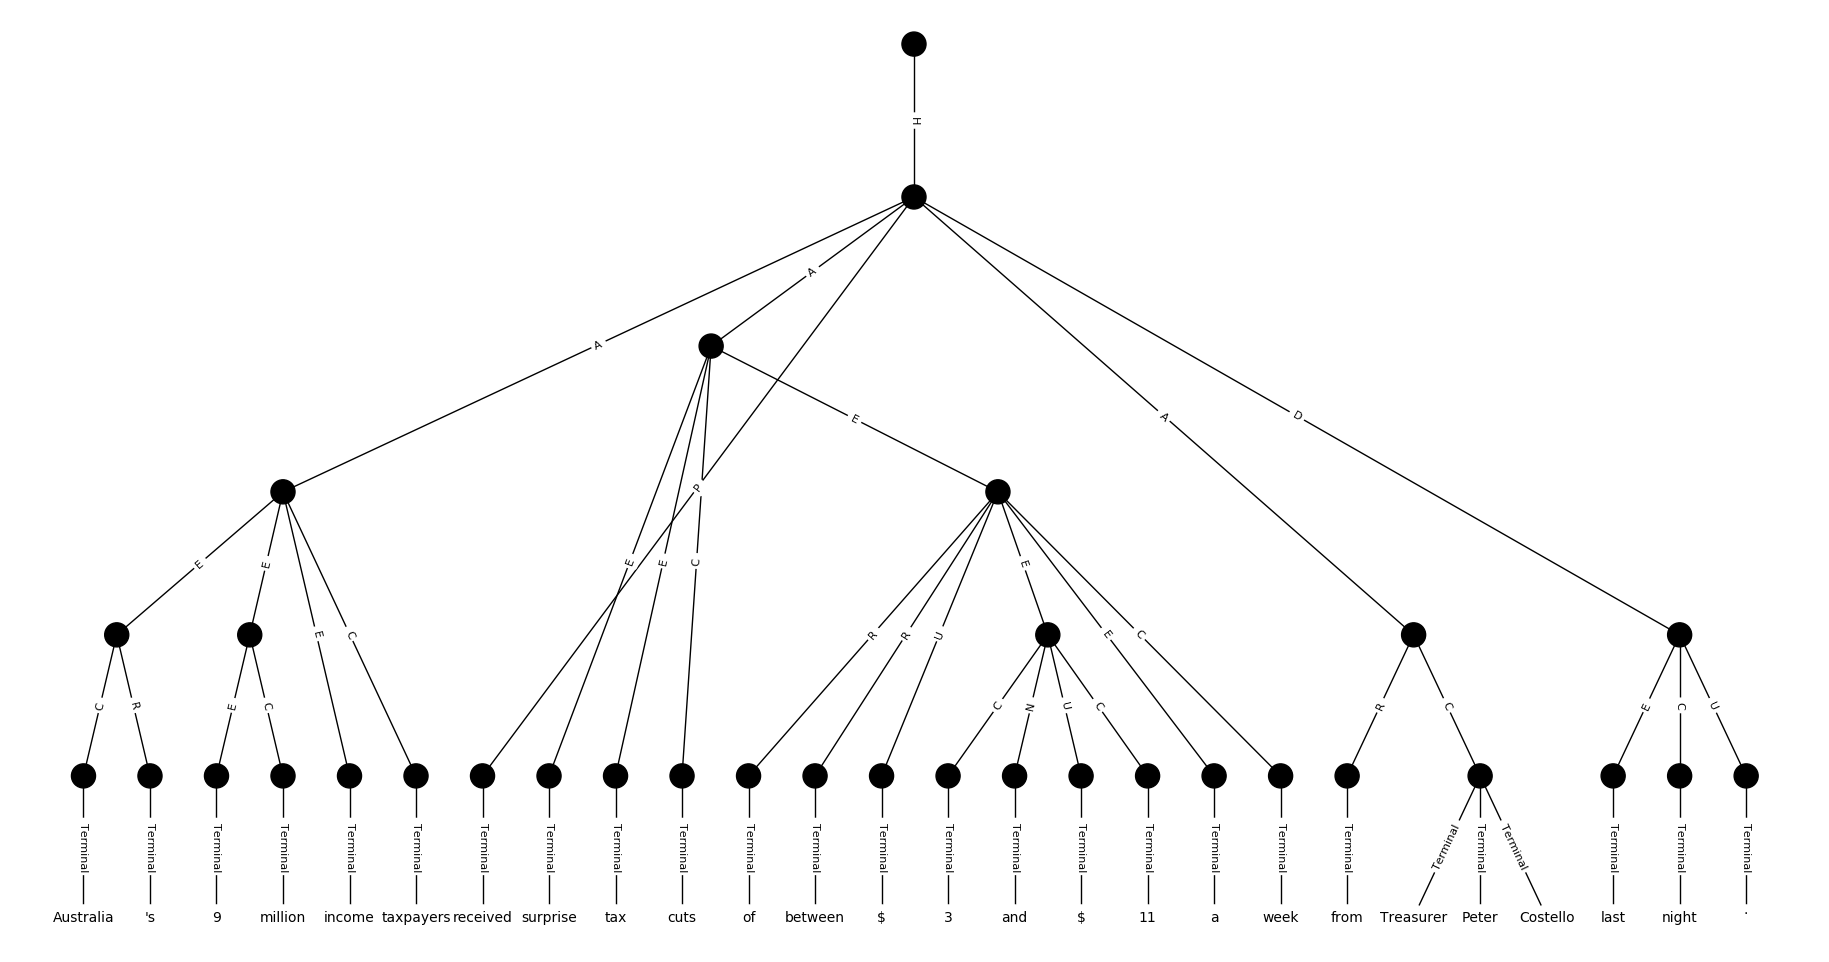 H
A
A
A
D
E
P
E
E
E
E
C
E
C
E
R
R
U
E
C
C
R
E
C
C
N
U
C
R
C
E
C
U
Terminal Terminal Terminal Terminal Terminal Terminal Terminal Terminal Terminal Terminal Terminal Terminal Terminal Terminal Terminal Terminal Terminal Terminal Terminal Terminal Terminal Terminal Terminal Terminal Terminal Terminal
Australia 's 9 million income taxpayers received surprise tax cuts of between $ 3 and $ 11 a week from Treasurer Peter Costello last night .